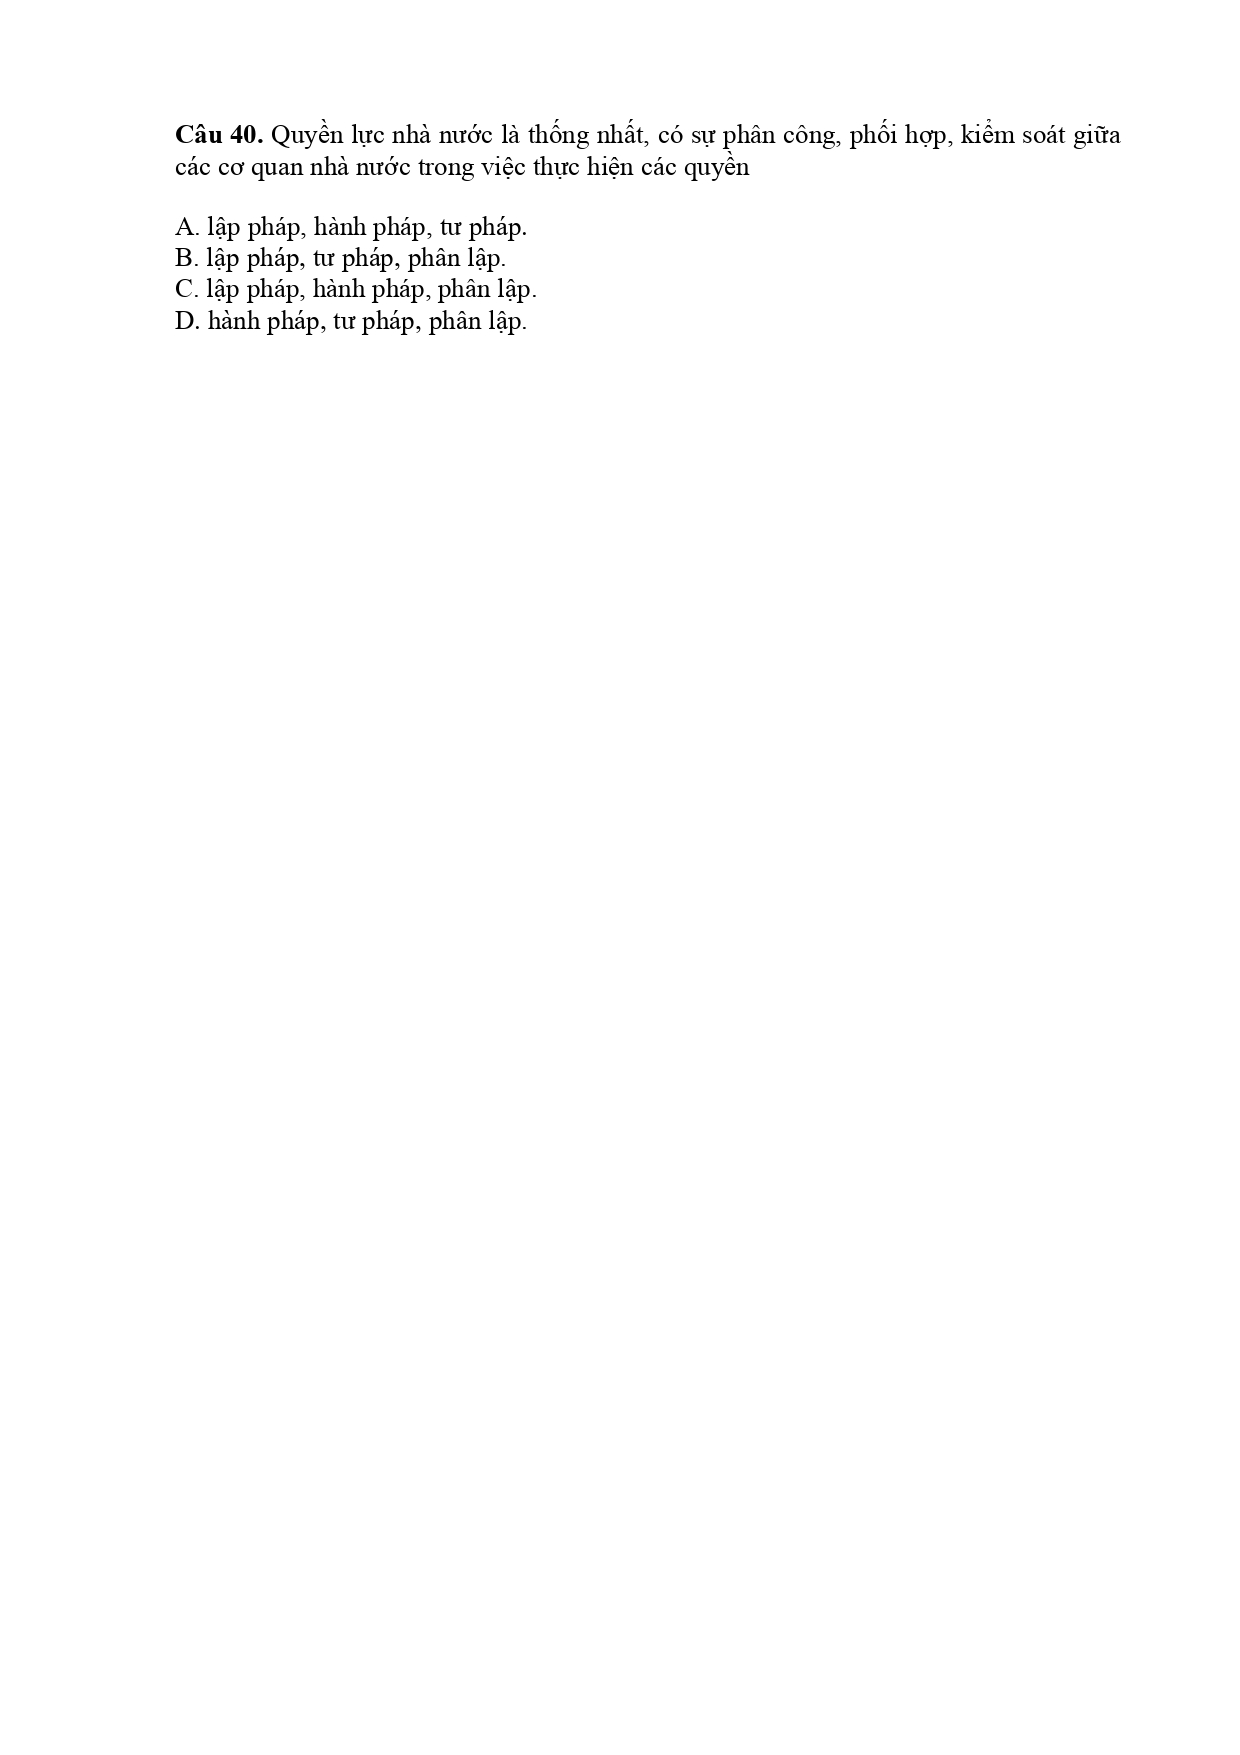 Câu 40. Quyền lực nhà nước là thống nhất, có sự phân công, phối hợp, kiểm soát giữa
các cơ quan nhà nước trong việc thực hiện các quyền
A. lập pháp, hành pháp, tư pháp.
B. lập pháp, tư pháp, phân lập.
C. lập pháp, hành pháp, phân lập.
D. hành pháp, tư pháp, phân lập.